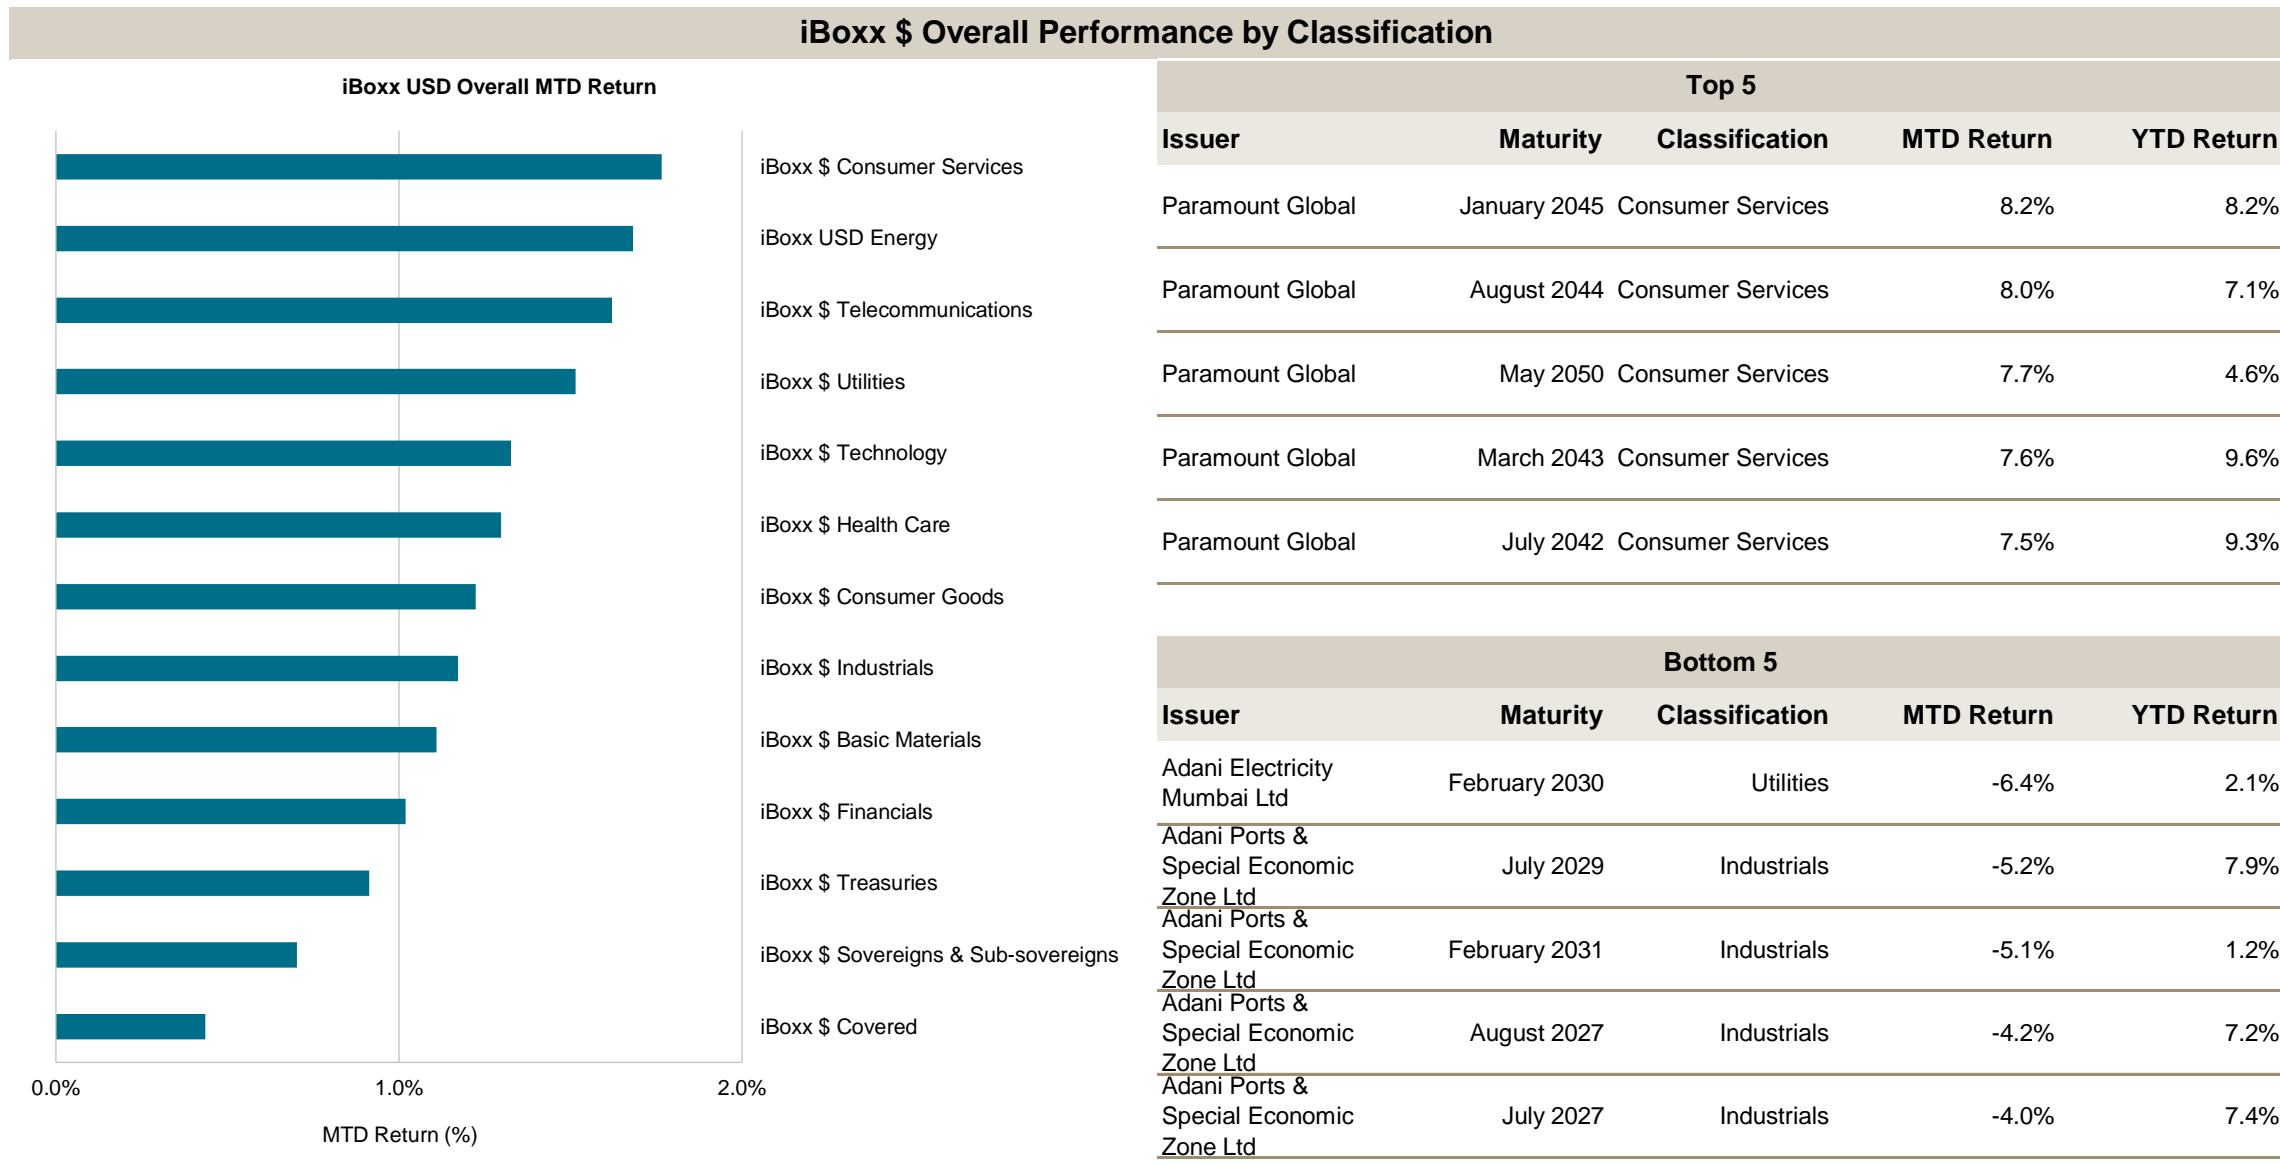 iBoxx $ Overall Performance by Classification
iBoxx USD Overall MTD Return
iBoxx $ Consumer Services
iBoxx USD Energy
iBoxx $ Telecommunications
iBoxx $ Utilities
iBoxx $ Technology
iBoxx $ Health Care
iBoxx $ Consumer Goods
iBoxx $ Industrials
iBoxx $ Basic Materials
iBoxx $ Financials
iBoxx $ Treasuries
iBoxx $ Sovereigns & Sub-sovereigns
iBoxx $ Covered
0.0% 1.0% 2.0%
MTD Return (%)
Top 5
Issuer Maturity Classification MTD Return YTD Return
Paramount Global January 2045 Consumer Services 8.2% 8.2%
Paramount Global August 2044 Consumer Services 8.0% 7.1%
Paramount Global May 2050 Consumer Services 7.7% 4.6%
Paramount Global March 2043 Consumer Services 7.6% 9.6%
Paramount Global July 2042 Consumer Services 7.5% 9.3%
Bottom 5
Issuer Maturity Classification MTD Return YTD Return
Adani Electricity
Mumbai Ltd February 2030 Utilities -6.4% 2.1%
Adani Ports &
Special Economic July 2029 Industrials -5.2% 7.9%
Zone Ltd
Adani Ports &
Special Economic February 2031 Industrials -5.1% 1.2%
Zone Ltd
Adani Ports &
Special Economic August 2027 Industrials -4.2% 7.2%
Zone Ltd
Adani Ports &
Special Economic July 2027 Industrials -4.0% 7.4%
Zone Ltd